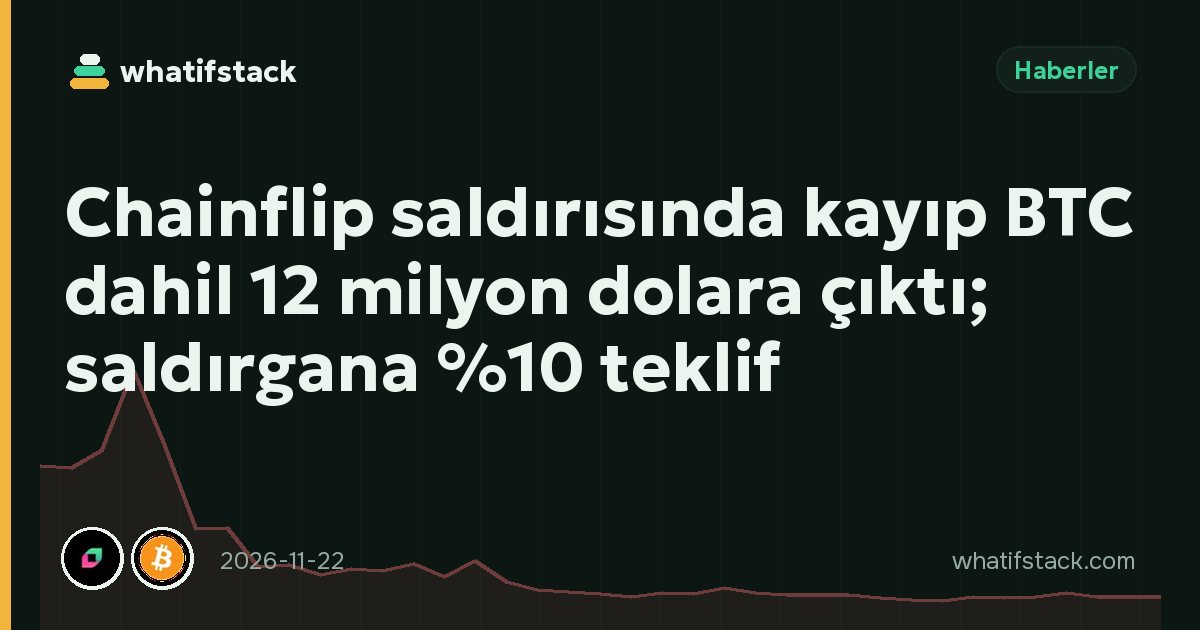 whatifstack
Haberler
Chainflip saldırısında kayıp BTC
dahil 12 milyon dolara çıktı;
saldırgana %10 teklif
2026-11-22
whatifstack.com